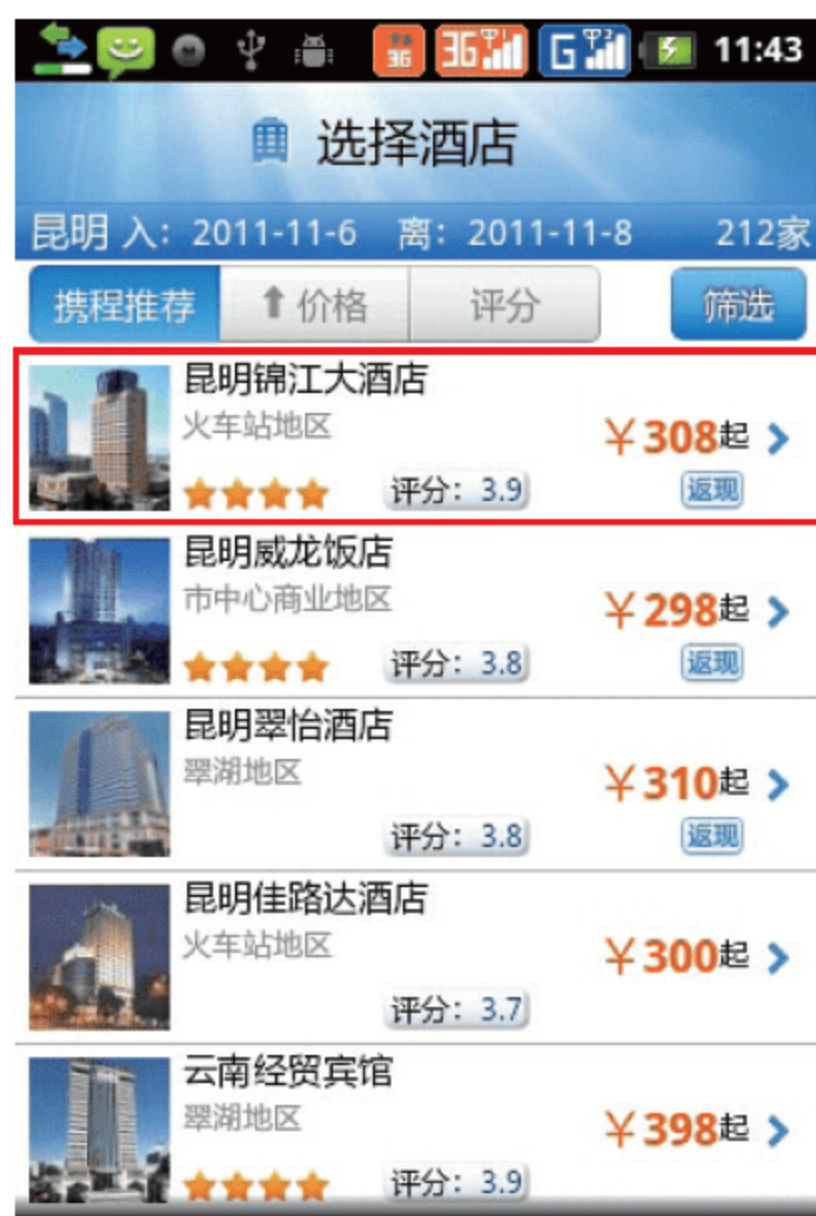 3G 3G 1 G 2 11:43
选择酒店
昆明 入: 2011-11-6 离: 2011-11-8 212家
携程推荐 价格 评分 筛选
昆明锦江大酒店
火车站地区
¥308起
评分: 3.9 返现
昆明威龙饭店
市中心商业地区
¥298起
评分: 3.8 返现
昆明翠怡酒店
翠湖地区
¥310起
评分: 3.8 返现
昆明佳路达酒店
火车站地区
¥300起
评分: 3.7
云南经贸宾馆
翠湖地区
¥398起
评分: 3.9